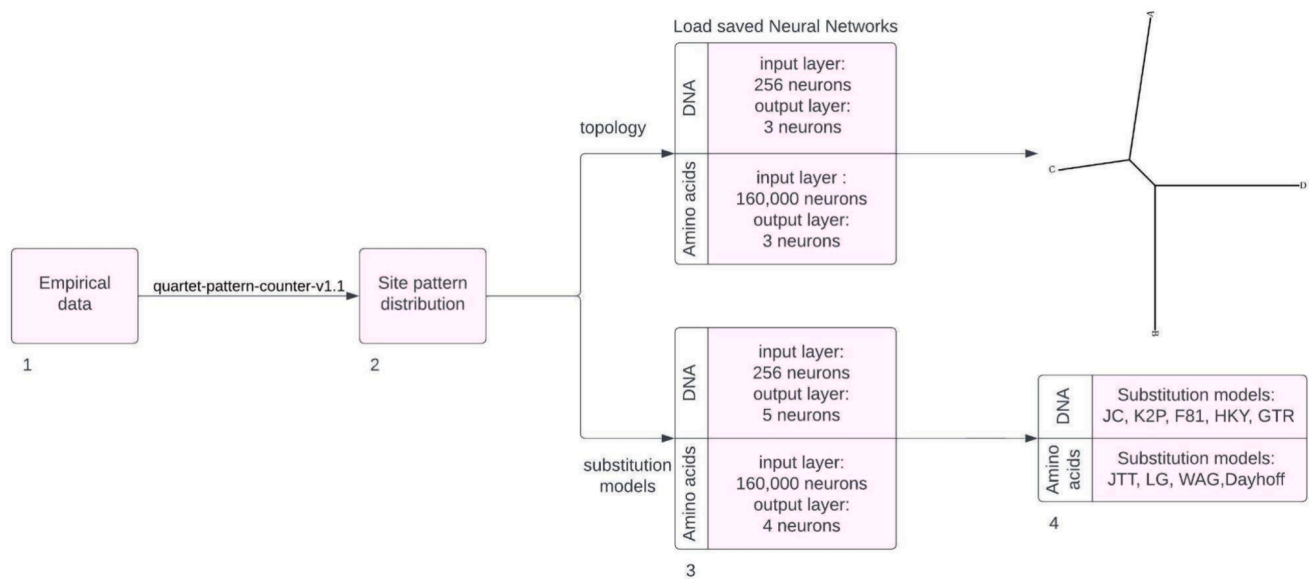 Load saved Neural Networks
DNA
input layer:
256 neurons
output layer:
3 neurons
topology
Amino acids
input layer :
160,000 neurons
output layer:
3 neurons
A
C
D
B
Empirical
data
1
quartet-pattern-counter-v1.1
Site pattern
distribution
2
DNA
input layer:
256 neurons
output layer:
5 neurons
substitution
models
Amino acids
input layer:
160,000 neurons
output layer:
4 neurons
3
DNA
Substitution models:
JC, K2P, F81, HKY, GTR
Amino
acids
Substitution models:
JTT, LG, WAG,Dayhoff
4